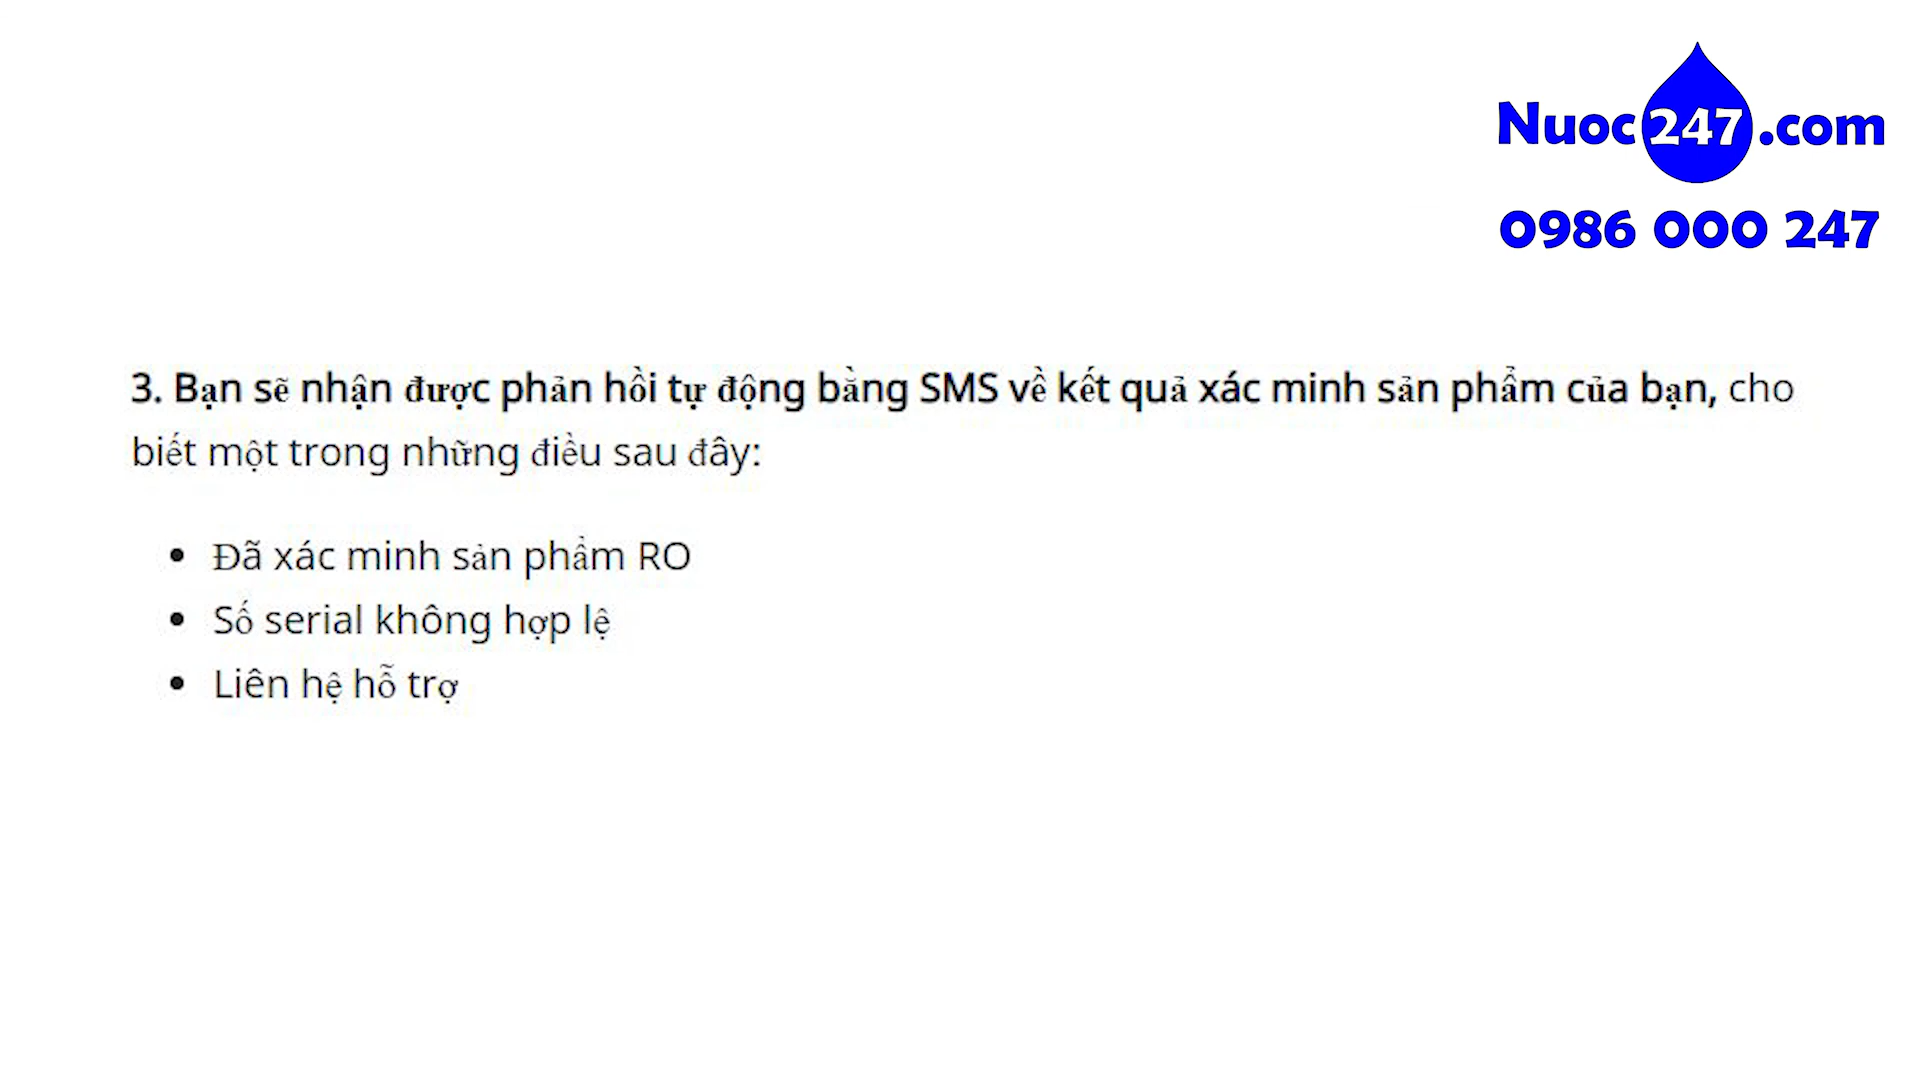 Nuoc247.com
0986 000 247
3. Bạn sẽ nhận được phản hồi tự động bằng SMS về kết quả xác minh sản phẩm của bạn, cho
biết một trong những điều sau đây:
• Đã xác minh sản phẩm RO
• Số serial không hợp lệ
• Liên hệ hỗ trợ